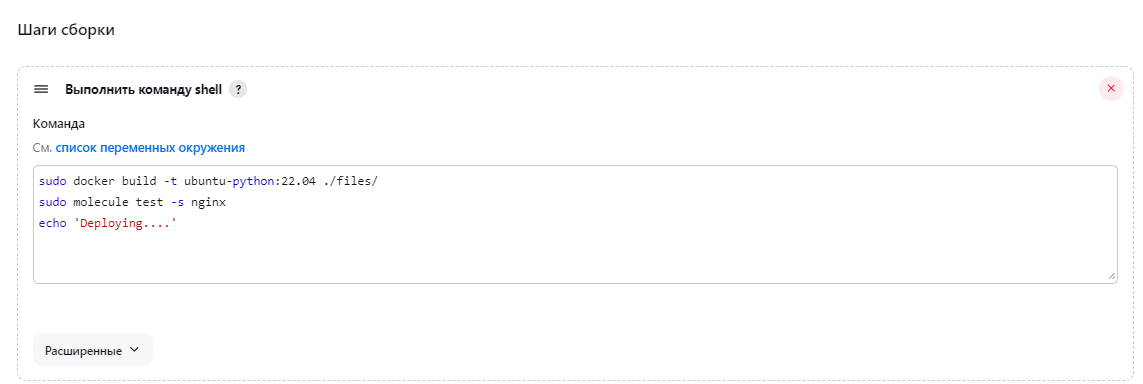 Шаги сборки
Выполнить команду shell ?
Команда
См. список переменных окружения
sudo docker build -t ubuntu-python:22.04 ./files/
sudo molecule test -s nginx
echo 'Deploying....'
Расширенные